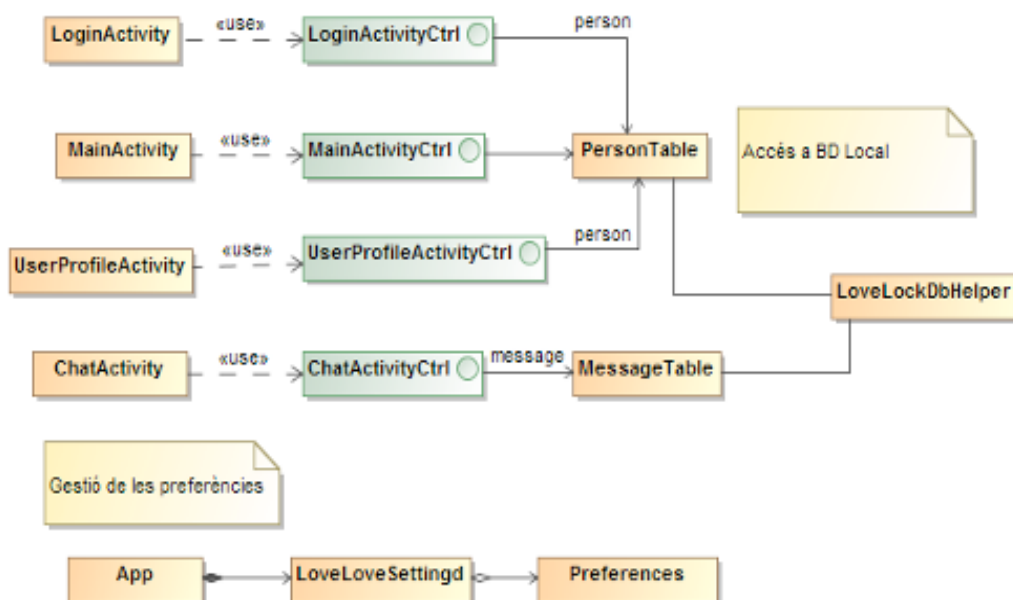 LoginActivity
«use»
LoginActivityCtrl
person
MainActivity
«use»
MainActivityCtrl
PersonTable
Accés a BD Local
UserProfileActivity
«use»
UserProfileActivityCtrl
person
LoveLockDbHelper
ChatActivity
«use»
ChatActivityCtrl
message
MessageTable
Gestió de les preferències
App
LoveLoveSettingd
Preferences